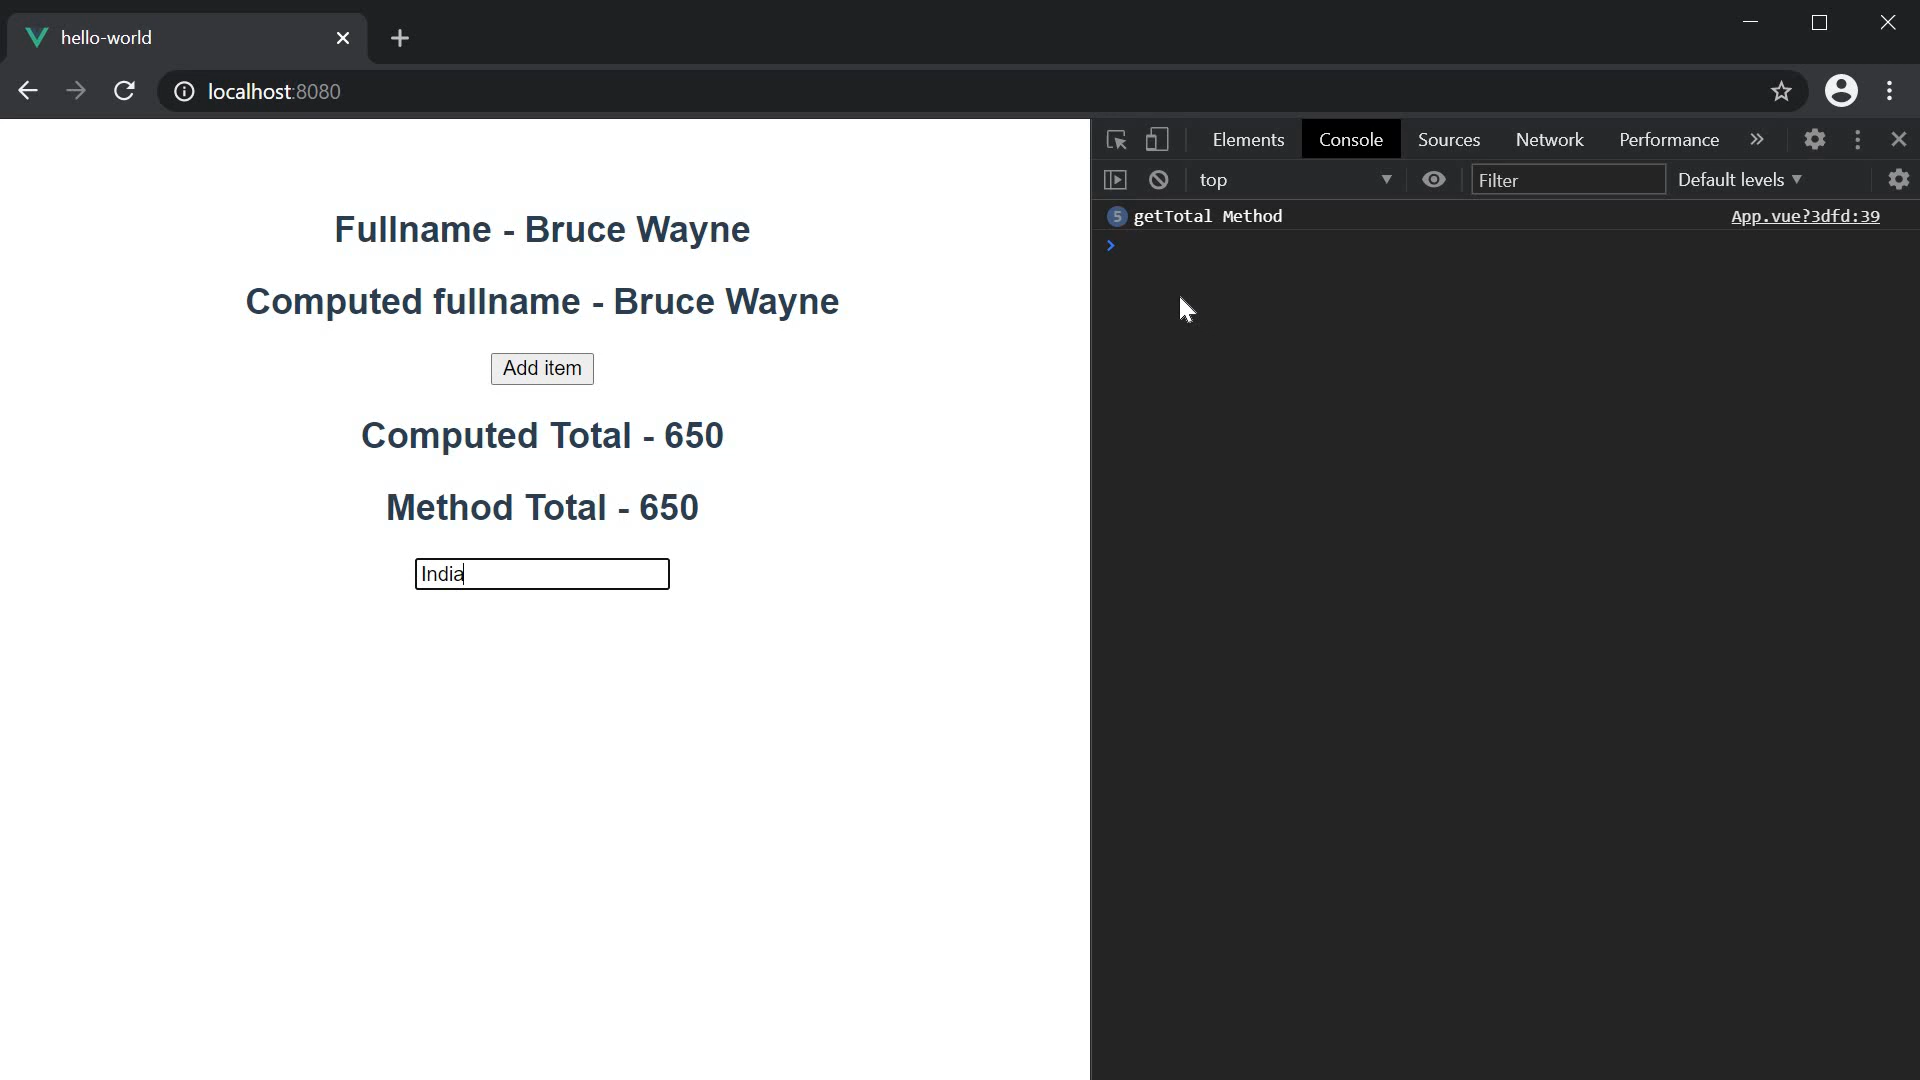 hello-world
localhost:8080
Elements Console Sources Network Performance
top Filter Default levels
5 getTotal Method App.vue?3dfd:39
Fullname - Bruce Wayne
Computed fullname - Bruce Wayne
Add item
Computed Total - 650
Method Total - 650
India